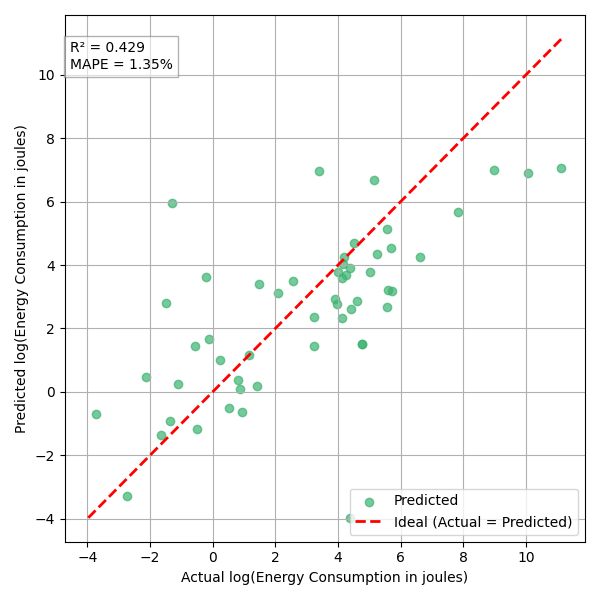 R² = 0.429
MAPE = 1.35%
10
8
6
4
2
0
−2
−4
Predicted log(Energy Consumption in joules)
Predicted
Ideal (Actual = Predicted)
−4 −2 0 2 4 6 8 10
Actual log(Energy Consumption in joules)